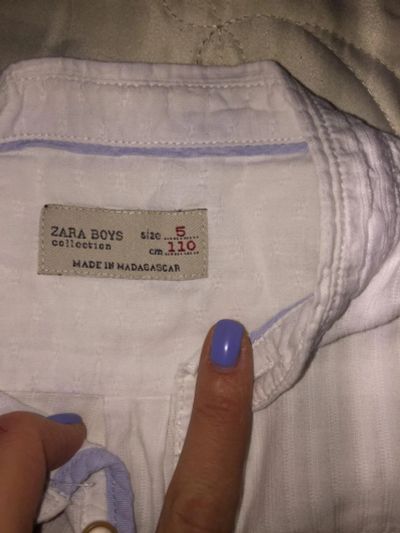 ZARA BOYS size 5
collection cm 110
MADE IN MADAGASCAR